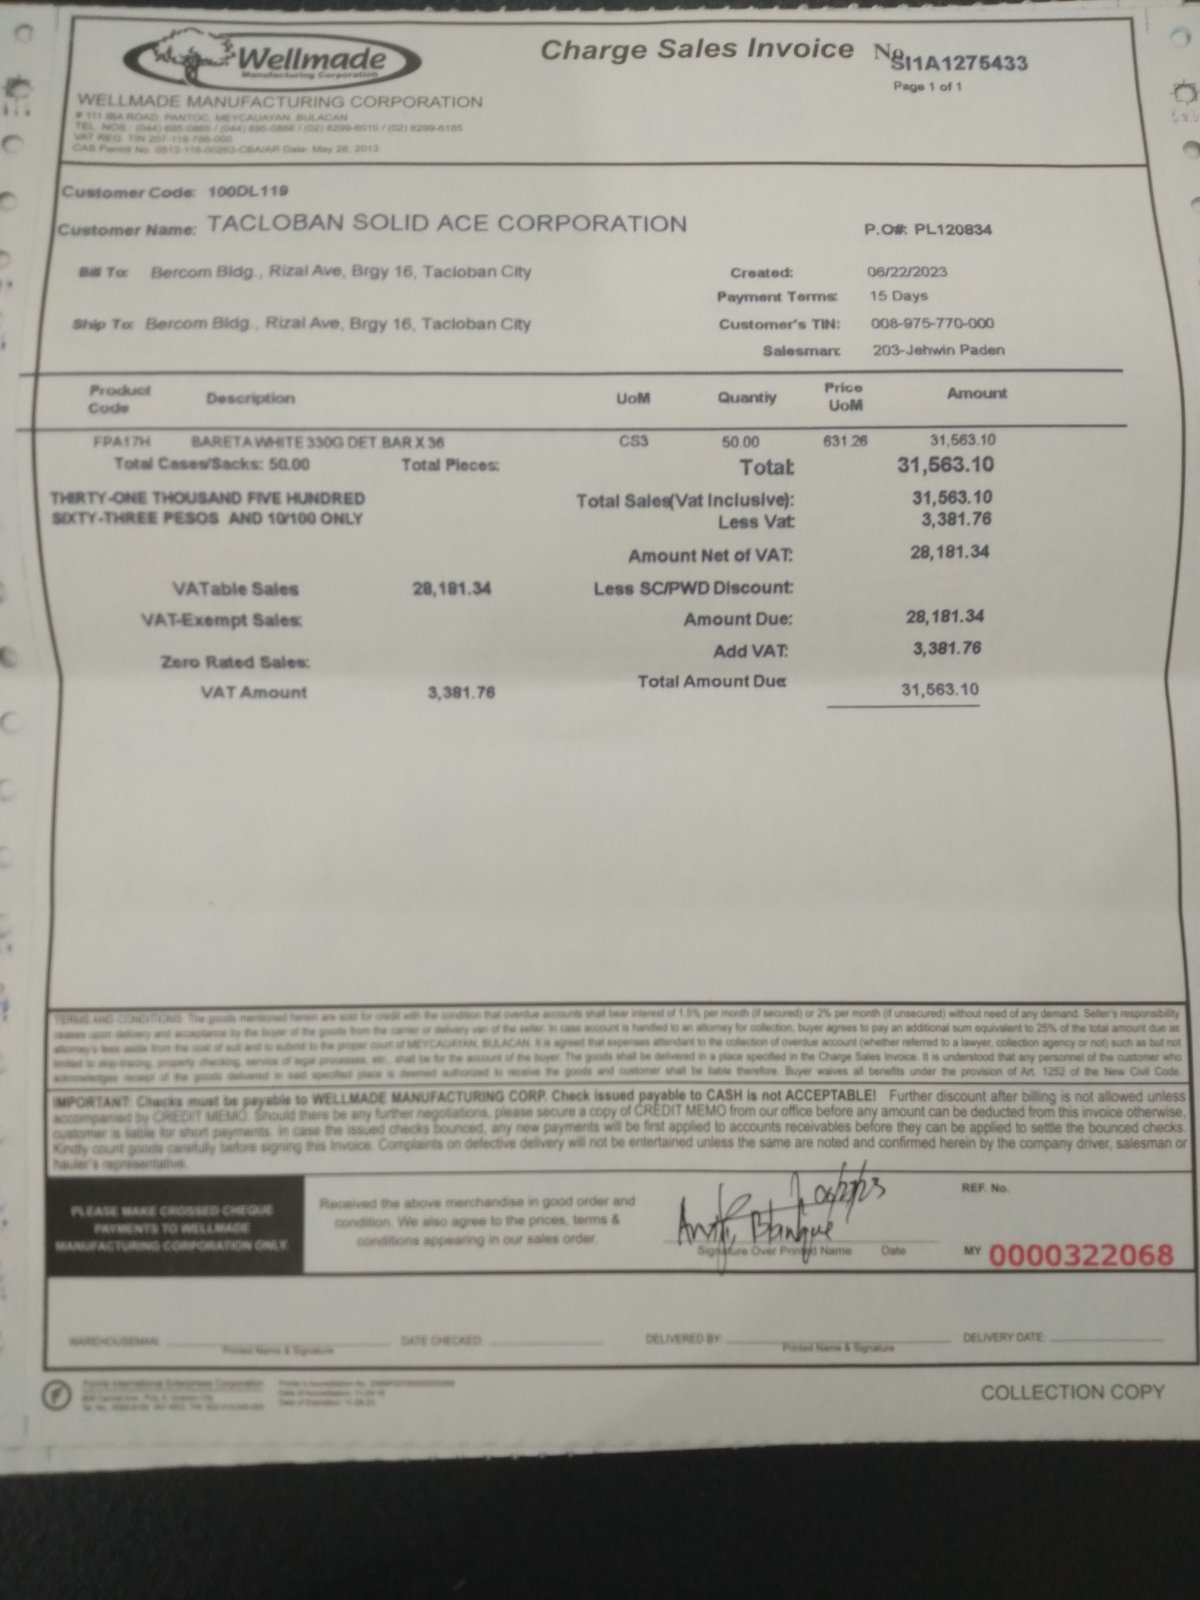 Wellmade
Manufacturing Corporation
Charge Sales Invoice No. SI1A1275433
Page 1 of 1
WELLMADE MANUFACTURING CORPORATION
# 111 IBA ROAD, PANTOC, MEYCAUAYAN, BULACAN
TEL. NOS.: (044) 695-0865 / (044) 695-0866 / (02) 8299-6010 / (02) 8299-6185
VAT REG. TIN 207-119-786-000
CAS Permit No. 0513-116-00263-CBA/AR Date: May 28, 2013
Customer Code: 100DL119
Customer Name: TACLOBAN SOLID ACE CORPORATION
P.O#: PL120834
Bill To: Bercom Bldg., Rizal Ave, Brgy 16, Tacloban City
Created: 06/22/2023
Payment Terms: 15 Days
Ship To: Bercom Bldg., Rizal Ave, Brgy 16, Tacloban City
Customer's TIN: 008-975-770-000
Salesman: 203-Jehwin Paden
Product Code Description UoM Quantiy Price UoM Amount
FPA17H BARETA WHITE 330G DET BAR X 36 CS3 50.00 631.26 31,563.10
Total Cases/Sacks: 50.00 Total Pieces: Total: 31,563.10
THIRTY-ONE THOUSAND FIVE HUNDRED
SIXTY-THREE PESOS AND 10/100 ONLY
Total Sales(Vat Inclusive): 31,563.10
Less Vat: 3,381.76
Amount Net of VAT: 28,181.34
VATable Sales 28,181.34 Less SC/PWD Discount:
VAT-Exempt Sales: Amount Due: 28,181.34
Zero Rated Sales: Add VAT: 3,381.76
VAT Amount 3,381.76 Total Amount Due: 31,563.10
TERMS AND CONDITIONS: The goods mentioned herein are sold for credit with the condition that overdue accounts shall bear interest of 1.5% per month (if secured) or 2% per month (if unsecured) without need of any demand. Seller's responsibility
ceases upon delivery and acceptance by the buyer of the goods from the carrier or delivery van of the seller. In case account is handled to an attorney for collection, buyer agrees to pay an additional sum equivalent to 25% of the total amount due as
attorney's fees aside from the cost of suit and to submit to the proper court of MEYCAUAYAN, BULACAN. It is agreed that expenses attendant to the collection of overdue account (whether referred to a lawyer, collection agency or not) such as but not
limited to skip-tracing, property checking, service of legal processes, etc. shall be for the account of the buyer. The goods shall be delivered in a place specified in the Charge Sales Invoice. It is understood that any personnel of the customer who
acknowledges receipt of the goods delivered in said specified place is deemed authorized to receive the goods and customer shall be liable therefore. Buyer waives all benefits under the provision of Art. 1252 of the New Civil Code.
IMPORTANT: Checks must be payable to WELLMADE MANUFACTURING CORP. Check issued payable to CASH is not ACCEPTABLE! Further discount after billing is not allowed unless
accompanied by CREDIT MEMO. Should there be any further negotiations, please secure a copy of CREDIT MEMO from our office before any amount can be deducted from this invoice otherwise,
customer is liable for short payments. In case the issued checks bounced, any new payments will be first applied to accounts receivables before they can be applied to settle the bounced checks.
Kindly count goods carefully before signing this Invoice. Complaints on defective delivery will not be entertained unless the same are noted and confirmed herein by the company driver, salesman or
hauler's representative.
PLEASE MAKE CROSSED CHEQUE
PAYMENTS TO WELLMADE
MANUFACTURING CORPORATION ONLY.
Received the above merchandise in good order and
condition. We also agree to the prices, terms &
conditions appearing in our sales order.
Signature Over Printed Name Date
REF. No.
MY 0000322068
WAREHOUSEMAN: DATE CHECKED: DELIVERED BY: DELIVERY DATE:
Printed Name & Signature Printed Name & Signature
COLLECTION COPY